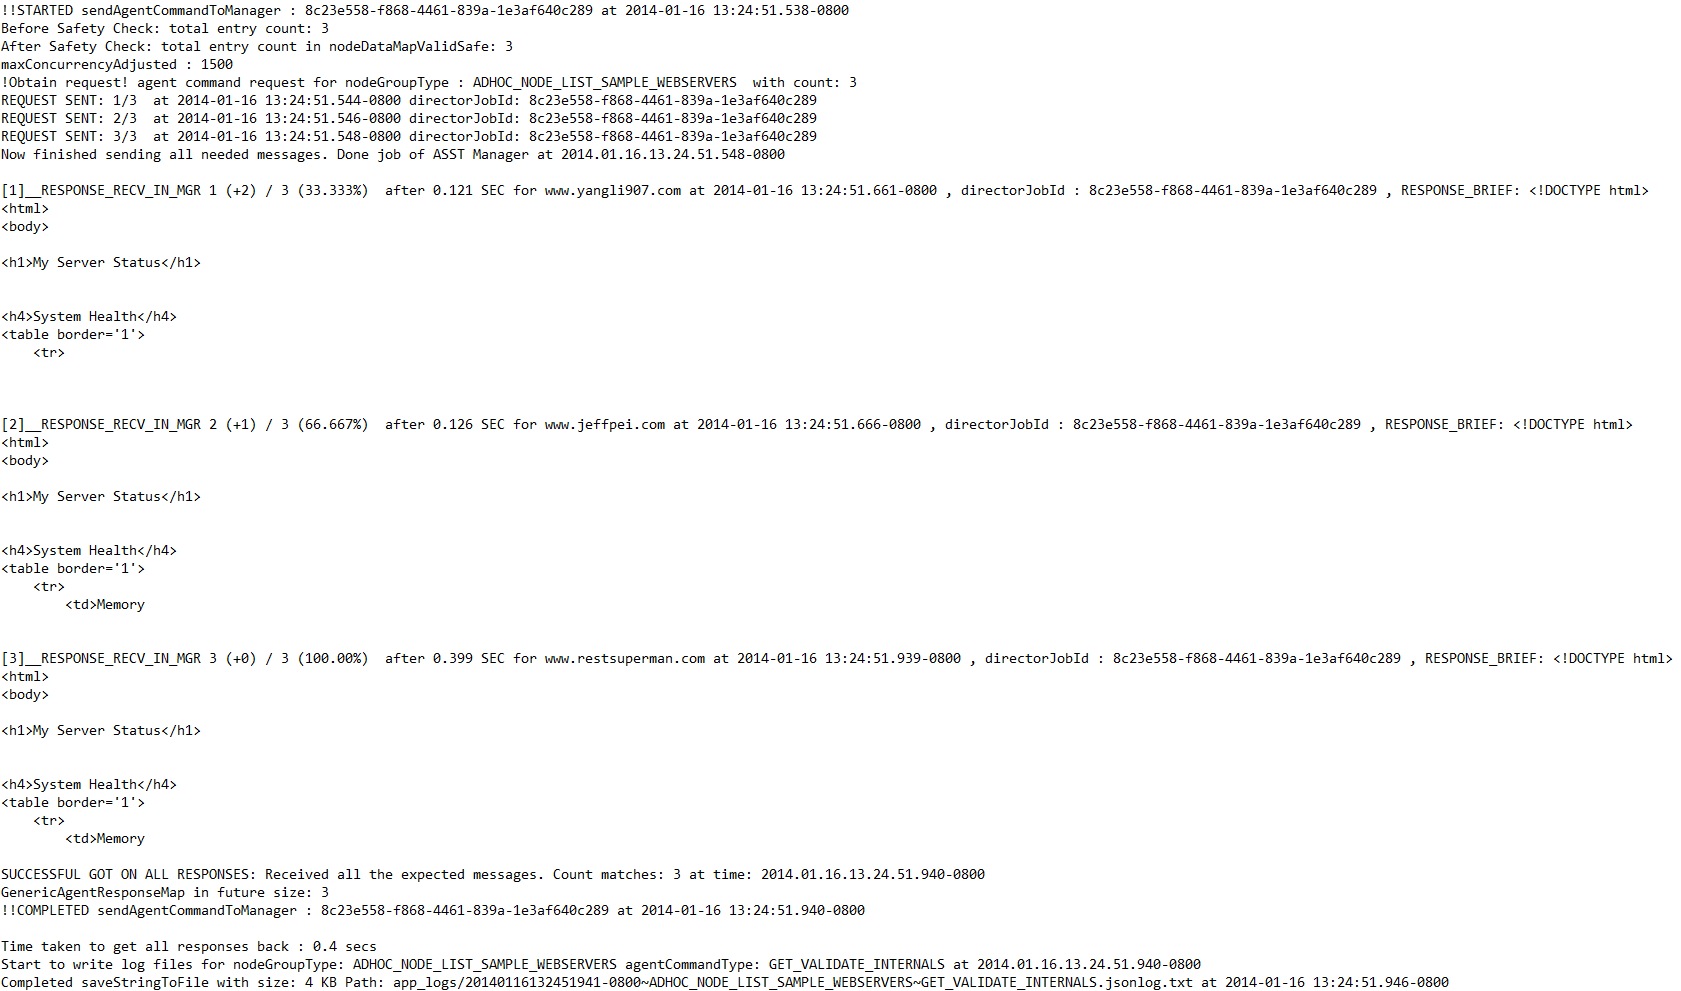 !!STARTED sendAgentCommandToManager : 8c23e558-f868-4461-839a-1e3af640c289 at 2014-01-16 13:24:51.538-0800
Before Safety Check: total entry count: 3
After Safety Check: total entry count in nodeDataMapValidSafe: 3
maxConcurrencyAdjusted : 1500
!Obtain request! agent command request for nodeGroupType : ADHOC_NODE_LIST_SAMPLE_WEBSERVERS  with count: 3
REQUEST SENT: 1/3  at 2014-01-16 13:24:51.544-0800 directorJobId: 8c23e558-f868-4461-839a-1e3af640c289
REQUEST SENT: 2/3  at 2014-01-16 13:24:51.546-0800 directorJobId: 8c23e558-f868-4461-839a-1e3af640c289
REQUEST SENT: 3/3  at 2014-01-16 13:24:51.548-0800 directorJobId: 8c23e558-f868-4461-839a-1e3af640c289
Now finished sending all needed messages. Done job of ASST Manager at 2014.01.16.13.24.51.548-0800

[1]__RESPONSE_RECV_IN_MGR 1 (+2) / 3 (33.333%)  after 0.121 SEC for www.yangli907.com at 2014-01-16 13:24:51.661-0800 , directorJobId : 8c23e558-f868-4461-839a-1e3af640c289 , RESPONSE_BRIEF: <!DOCTYPE html>
<html>
<body>

<h1>My Server Status</h1>

<h4>System Health</h4>
<table border='1'>
    <tr>

[2]__RESPONSE_RECV_IN_MGR 2 (+1) / 3 (66.667%)  after 0.126 SEC for www.jeffpei.com at 2014-01-16 13:24:51.666-0800 , directorJobId : 8c23e558-f868-4461-839a-1e3af640c289 , RESPONSE_BRIEF: <!DOCTYPE html>
<html>
<body>

<h1>My Server Status</h1>

<h4>System Health</h4>
<table border='1'>
    <tr>
        <td>Memory

[3]__RESPONSE_RECV_IN_MGR 3 (+0) / 3 (100.00%)  after 0.399 SEC for www.restsuperman.com at 2014-01-16 13:24:51.939-0800 , directorJobId : 8c23e558-f868-4461-839a-1e3af640c289 , RESPONSE_BRIEF: <!DOCTYPE html>
<html>
<body>

<h1>My Server Status</h1>

<h4>System Health</h4>
<table border='1'>
    <tr>
        <td>Memory

SUCCESSFUL GOT ON ALL RESPONSES: Received all the expected messages. Count matches: 3 at time: 2014.01.16.13.24.51.940-0800
GenericAgentResponseMap in future size: 3
!!COMPLETED sendAgentCommandToManager : 8c23e558-f868-4461-839a-1e3af640c289 at 2014-01-16 13:24:51.940-0800

Time taken to get all responses back : 0.4 secs
Start to write log files for nodeGroupType: ADHOC_NODE_LIST_SAMPLE_WEBSERVERS agentCommandType: GET_VALIDATE_INTERNALS at 2014.01.16.13.24.51.940-0800
Completed saveStringToFile with size: 4 KB Path: app_logs/20140116132451941-0800~ADHOC_NODE_LIST_SAMPLE_WEBSERVERS~GET_VALIDATE_INTERNALS.jsonlog.txt at 2014-01-16 13:24:51.946-0800